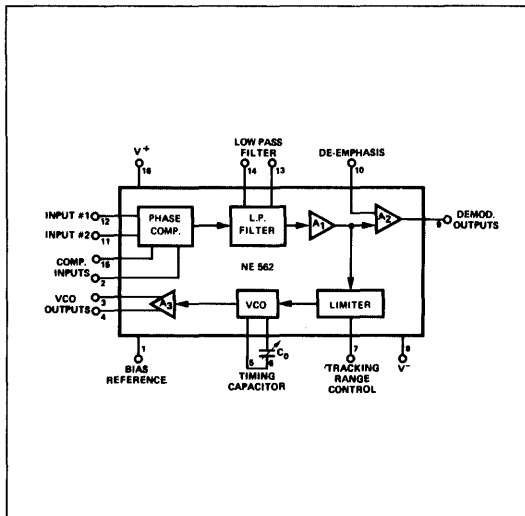 V+
16
LOW PASS
FILTER
14
13
DE-EMPHASIS
10
INPUT #1
12
INPUT #2
11
PHASE
COMP.
L.P.
FILTER
A1
A2
9
DEMOD.
OUTPUTS
COMP.
INPUTS
15
2
NE 562
VCO
OUTPUTS
3
4
A3
VCO
LIMITER
1
BIAS
REFERENCE
5
6
C0
TIMING
CAPACITOR
7
'TRACKING
RANGE
CONTROL
8
V-